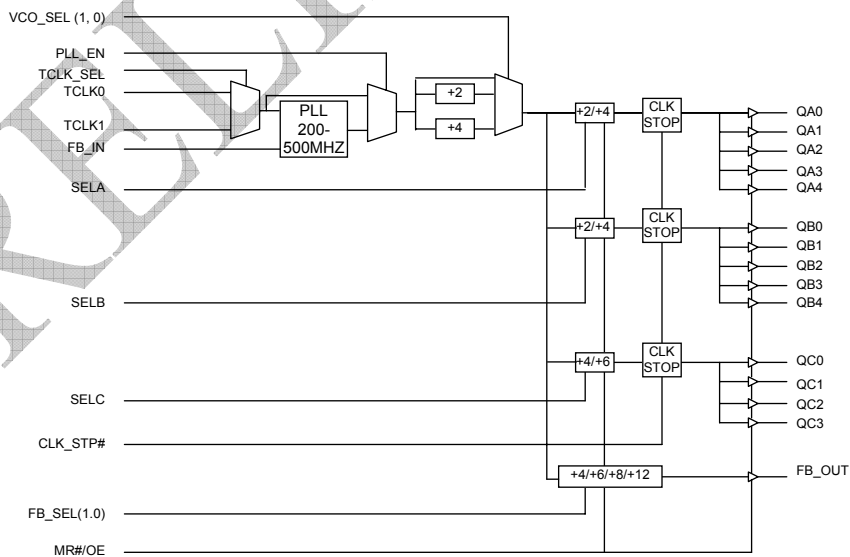 VCO_SEL (1, 0)
PLL_EN
TCLK_SEL
TCLK0
TCLK1
FB_IN
SELA
SELB
SELC
CLK_STP#
FB_SEL(1.0)
MR#/OE
PLL
200-
500MHZ
+2
+4
+2/+4
CLK
STOP
QA0
QA1
QA2
QA3
QA4
+2/+4
CLK
STOP
QB0
QB1
QB2
QB3
QB4
+4/+6
CLK
STOP
QC0
QC1
QC2
QC3
+4/+6/+8/+12
FB_OUT
REL